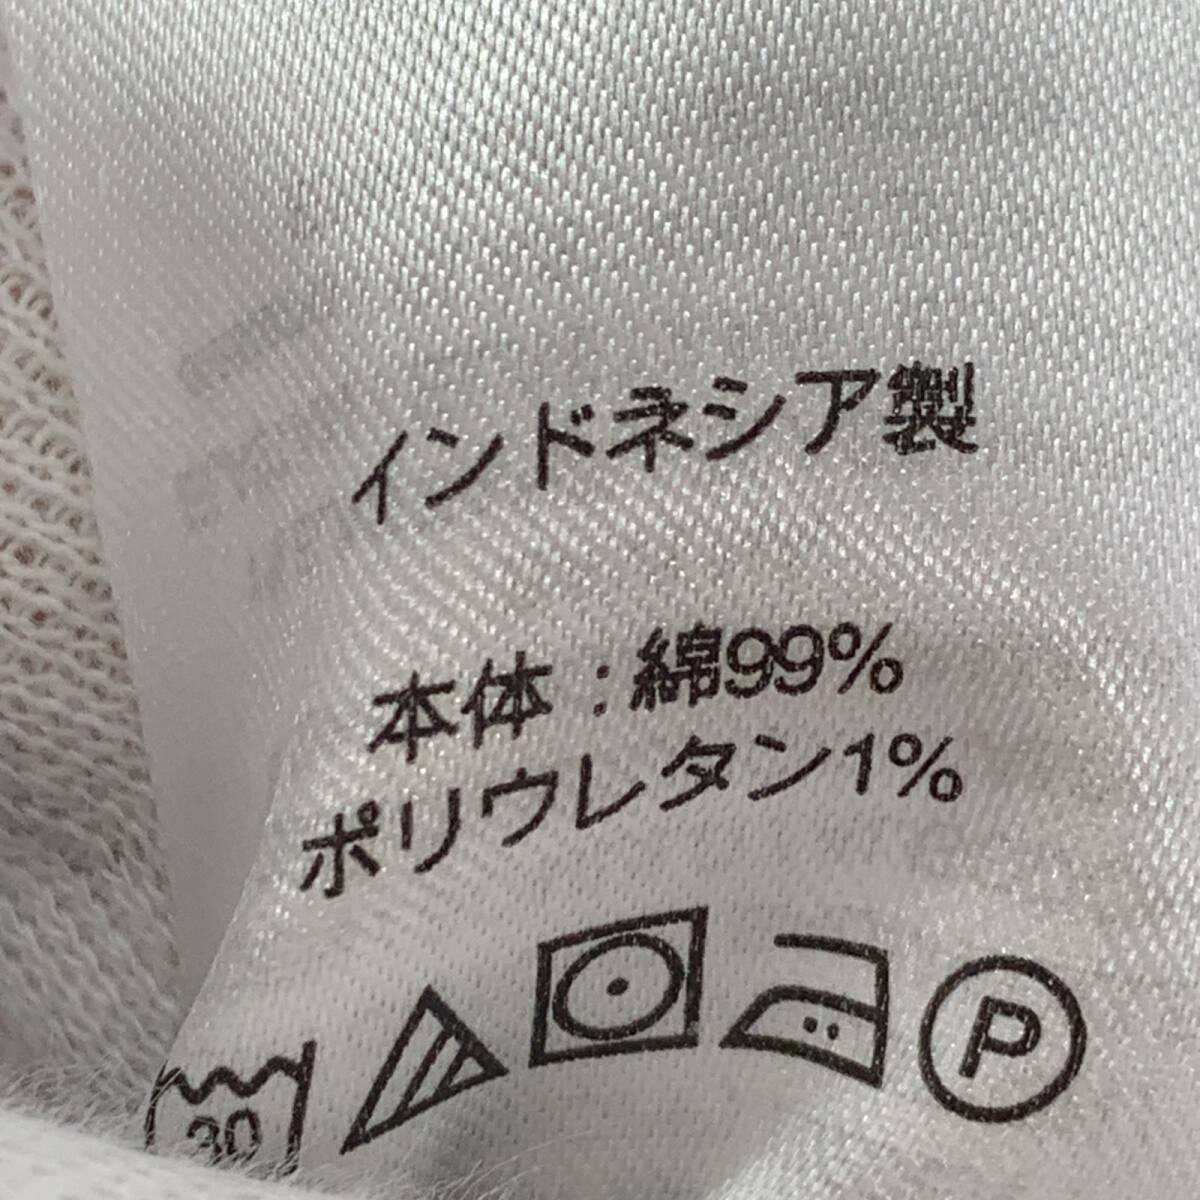 インドネシア製
本体:綿99%
ポリウレタン1%
30 P